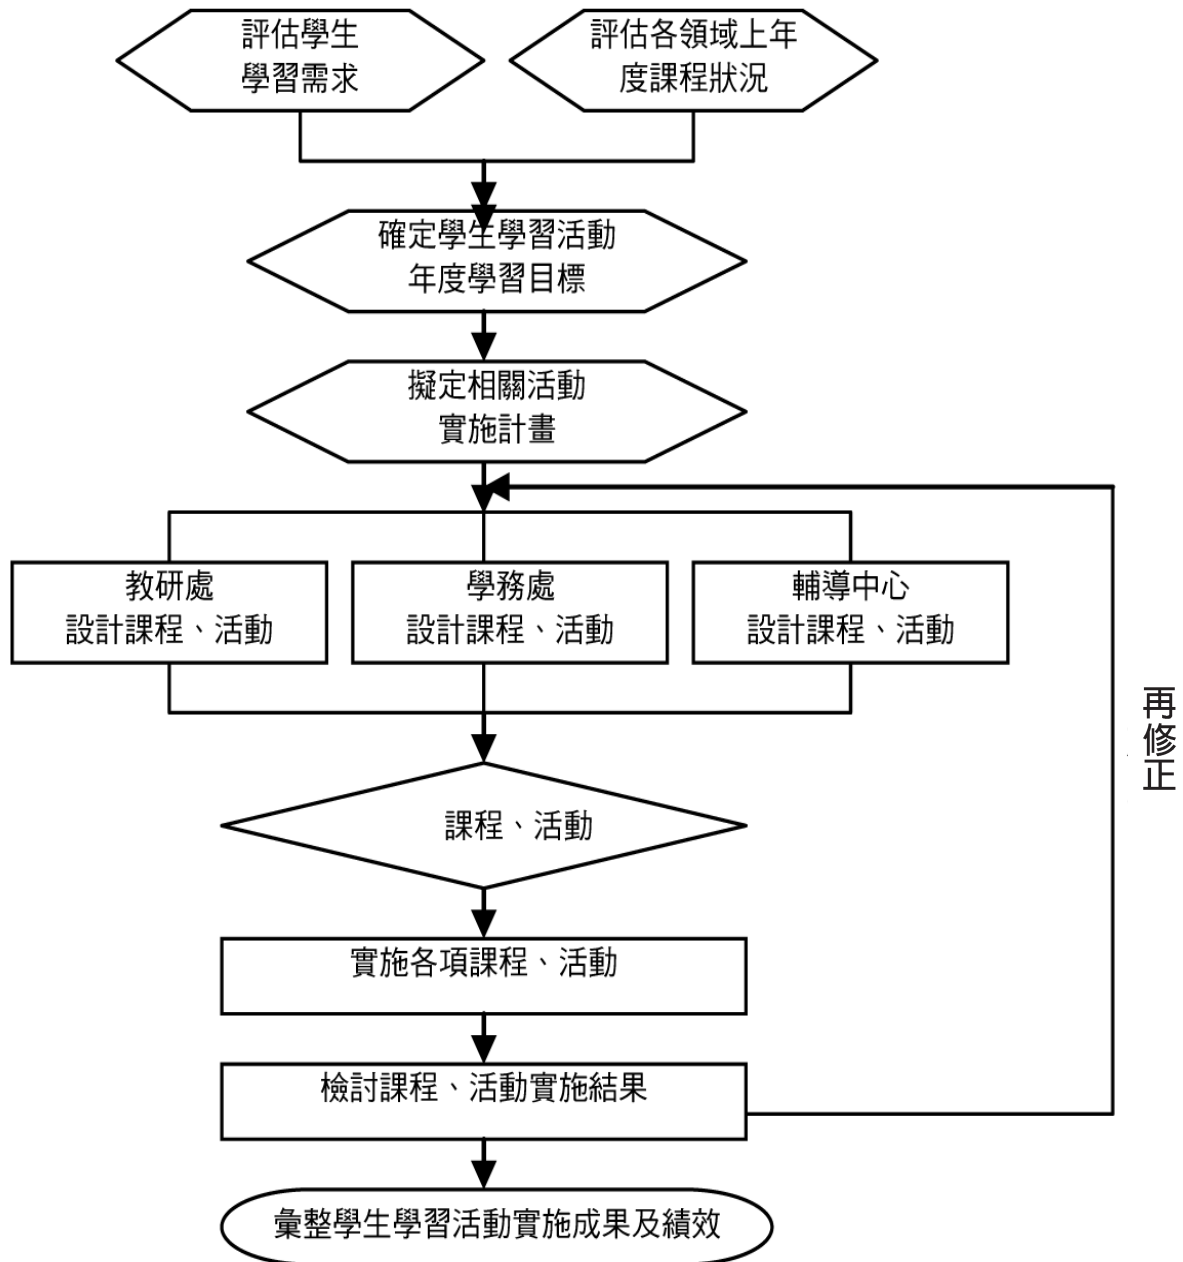 評估學生
學習需求
評估各領域上年
度課程狀況
確定學生學習活動
年度學習目標
擬定相關活動
實施計畫
教研處
設計課程、活動
學務處
設計課程、活動
輔導中心
設計課程、活動
再修正
課程、活動
實施各項課程、活動
檢討課程、活動實施結果
彙整學生學習活動實施成果及績效